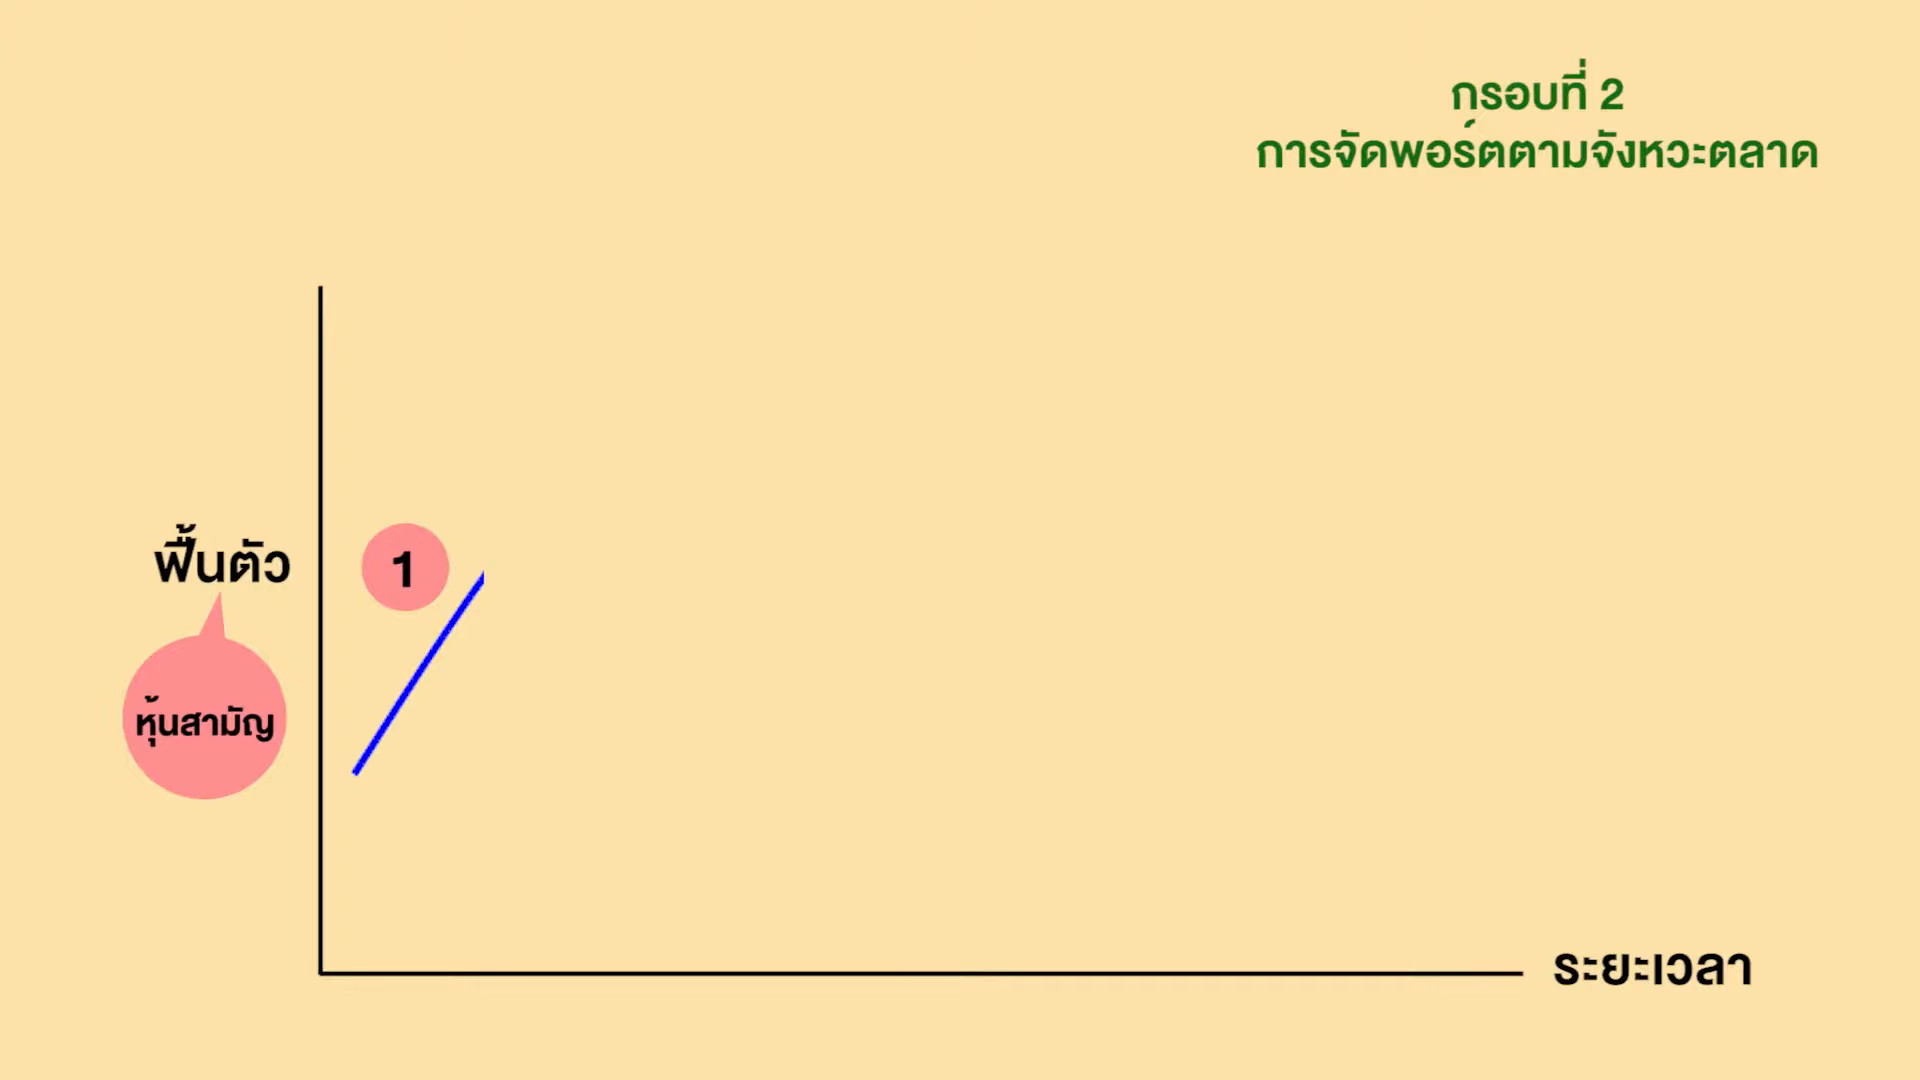 กรอบที่ 2
การจัดพอร์ตตามจังหวะตลาด
ฟื้นตัว
1
หุ้นสามัญ
ระยะเวลา